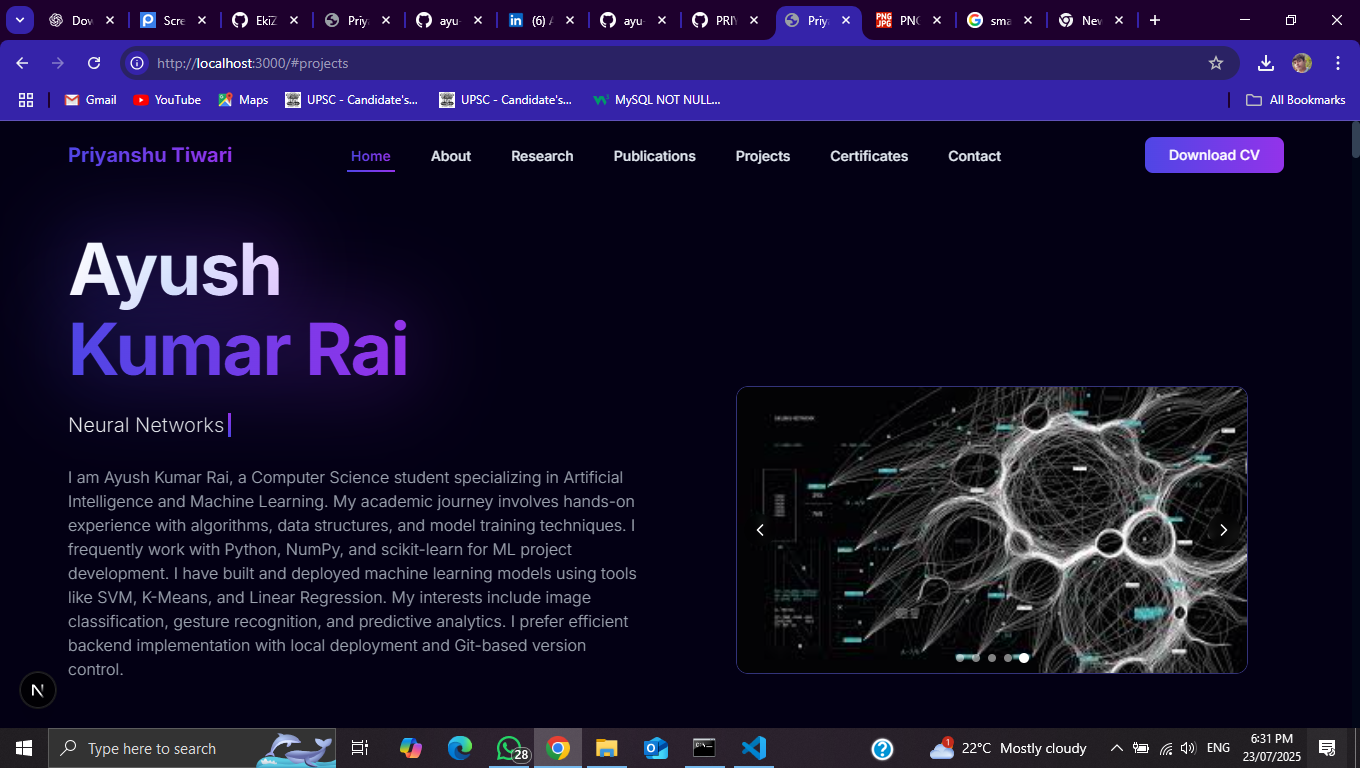 Dow
Scre
EkiZ
Priya
ayu-
(6) A
ayu-
PRIY
Priya
PNG
sma
New
http://localhost:3000/#projects
Gmail
YouTube
Maps
UPSC - Candidate's...
UPSC - Candidate's...
MySQL NOT NULL...
All Bookmarks
Priyanshu Tiwari
Home
About
Research
Publications
Projects
Certificates
Contact
Download CV
Ayush
Kumar Rai
Neural Networks
I am Ayush Kumar Rai, a Computer Science student specializing in Artificial
Intelligence and Machine Learning. My academic journey involves hands-on
experience with algorithms, data structures, and model training techniques. I
frequently work with Python, NumPy, and scikit-learn for ML project
development. I have built and deployed machine learning models using tools
like SVM, K-Means, and Linear Regression. My interests include image
classification, gesture recognition, and predictive analytics. I prefer efficient
backend implementation with local deployment and Git-based version
control.
N
Type here to search
28
1
22°C Mostly cloudy
ENG
6:31 PM
23/07/2025